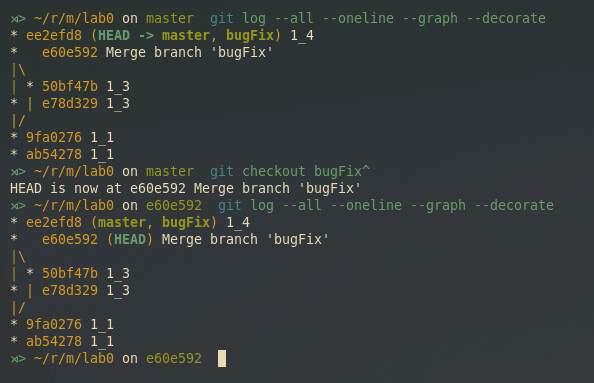 ⋊> ~/r/m/lab0 on master  git log --all --oneline --graph --decorate
* ee2efd8 (HEAD -> master, bugFix) 1_4
*   e60e592 Merge branch 'bugFix'
|\
| * 50bf47b 1_3
* | e78d329 1_3
|/
* 9fa0276 1_1
* ab54278 1_1
⋊> ~/r/m/lab0 on master  git checkout bugFix^
HEAD is now at e60e592 Merge branch 'bugFix'
⋊> ~/r/m/lab0 on e60e592  git log --all --oneline --graph --decorate
* ee2efd8 (master, bugFix) 1_4
*   e60e592 (HEAD) Merge branch 'bugFix'
|\
| * 50bf47b 1_3
* | e78d329 1_3
|/
* 9fa0276 1_1
* ab54278 1_1
⋊> ~/r/m/lab0 on e60e592